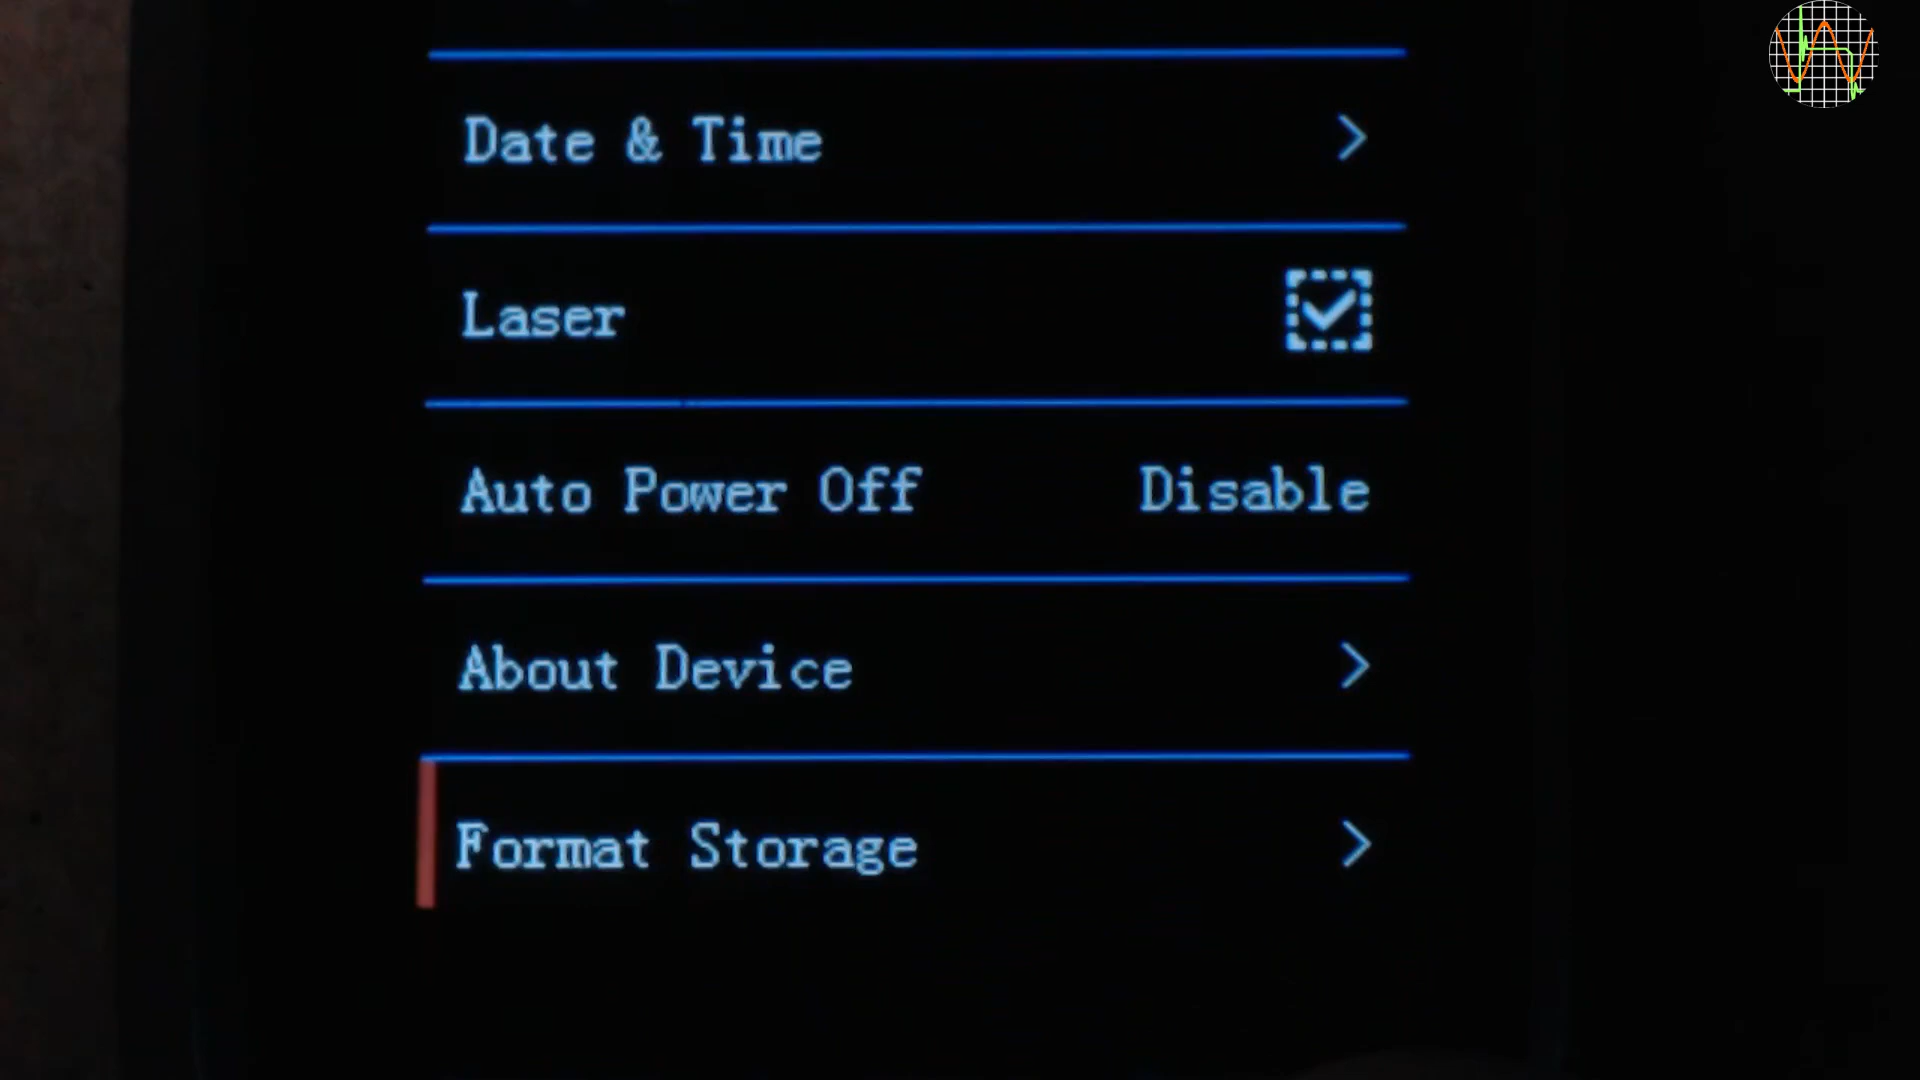 Date & Time
Laser
Auto Power Off Disable
About Device
Format Storage